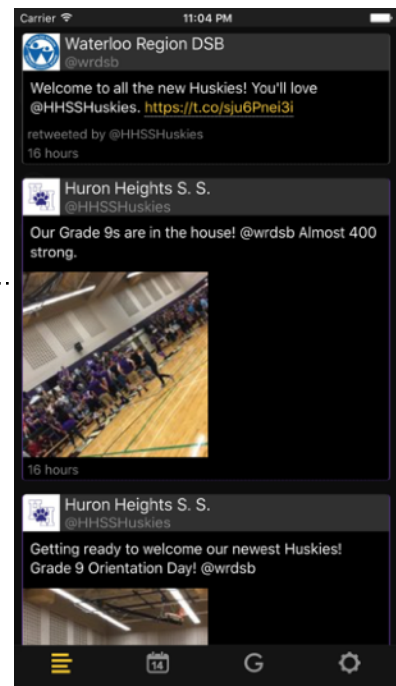 Carrier 11:04 PM
Waterloo Region DSB
@wrdsb
Welcome to all the new Huskies! You'll love
@HHSSHuskies. https://t.co/sju6Pnei3i
retweeted by @HHSSHuskies
16 hours
Huron Heights S. S.
@HHSSHuskies
Our Grade 9s are in the house! @wrdsb Almost 400
strong.
16 hours
Huron Heights S. S.
@HHSSHuskies
Getting ready to welcome our newest Huskies!
Grade 9 Orientation Day! @wrdsb
14 G